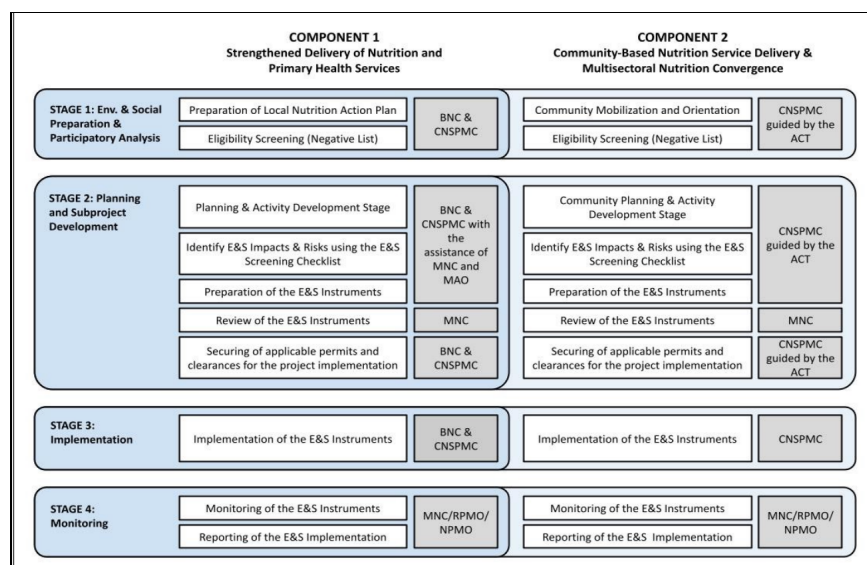 COMPONENT 1
Strengthened Delivery of Nutrition and
Primary Health Services
COMPONENT 2
Community-Based Nutrition Service Delivery &
Multisectoral Nutrition Convergence
STAGE 1: Env. & Social
Preparation &
Participatory Analysis
Preparation of Local Nutrition Action Plan
Eligibility Screening (Negative List)
BNC &
CNSPMC
Community Mobilization and Orientation
Eligibility Screening (Negative List)
CNSPMC
guided by the
ACT
STAGE 2: Planning
and Subproject
Development
Planning & Activity Development Stage
Identify E&S Impacts & Risks using the E&S
Screening Checklist
Preparation of the E&S Instruments
BNC &
CNSPMC with
the
assistance of
MNC and
MAO
Review of the E&S Instruments
MNC
Securing of applicable permits and
clearances for the project implementation
BNC &
CNSPMC
Community Planning & Activity
Development Stage
Identify E&S Impacts & Risks using the E&S
Screening Checklist
Preparation of the E&S Instruments
CNSPMC
guided by the
ACT
Review of the E&S Instruments
MNC
Securing of applicable permits and
clearances for the project implementation
CNSPMC
guided by the
ACT
STAGE 3:
Implementation
Implementation of the E&S Instruments
BNC &
CNSPMC
Implementation of the E&S Instruments
CNSPMC
STAGE 4:
Monitoring
Monitoring of the E&S Instruments
Reporting of the E&S Implementation
MNC/RPMO/
NPMO
Monitoring of the E&S Instruments
Reporting of the E&S Implementation
MNC/RPMO/
NPMO